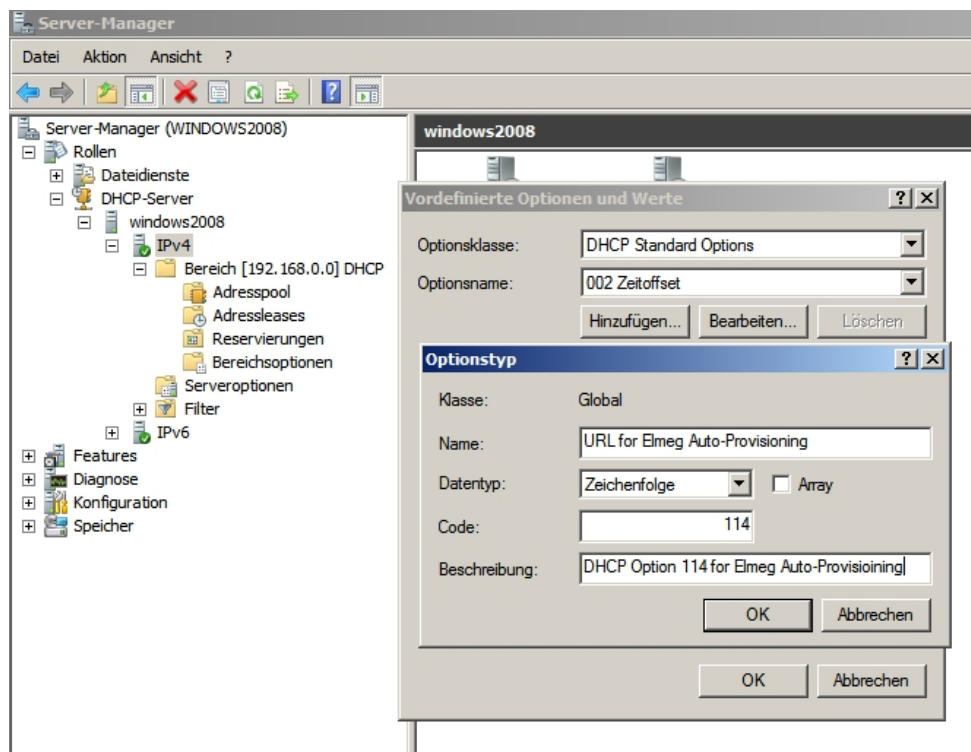 Server-Manager
Datei Aktion Ansicht ?
Server-Manager (WINDOWS2008)
Rollen
Dateidienste
DHCP-Server
windows2008
IPv4
Bereich [192.168.0.0] DHCP
Adresspool
Adressleases
Reservierungen
Bereichsoptionen
Serveroptionen
Filter
IPv6
Features
Diagnose
Konfiguration
Speicher
windows2008
Vordefinierte Optionen und Werte
Optionsklasse: DHCP Standard Options
Optionsname: 002 Zeitoffset
Hinzufügen... Bearbeiten... Löschen
Optionstyp
Klasse: Global
Name: URL for Elmeg Auto-Provisioning
Datentyp: Zeichenfolge Array
Code: 114
Beschreibung: DHCP Option 114 for Elmeg Auto-Provisioining
OK Abbrechen
OK Abbrechen